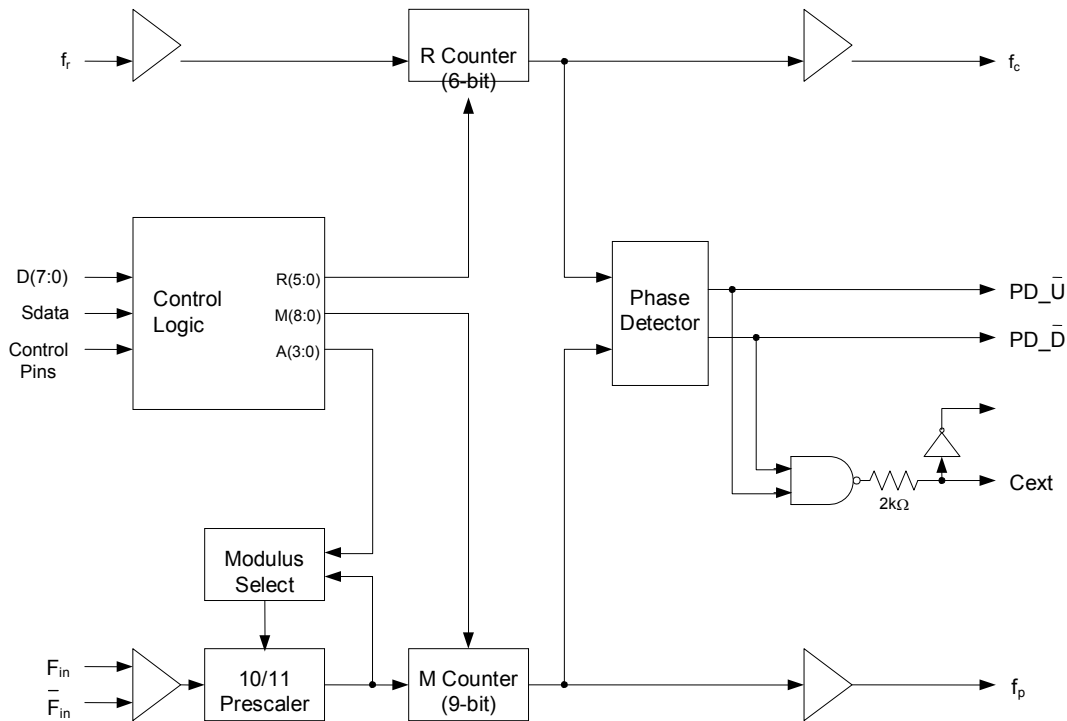 f_r
R Counter
(6-bit)
f_c
D(7:0)
Sdata
Control
Pins
Control
Logic
R(5:0)
M(8:0)
A(3:0)
Phase
Detector
PD_U̅
PD_D̅
2kΩ
Cext
Modulus
Select
F_in
F̅_in
10/11
Prescaler
M Counter
(9-bit)
f_p